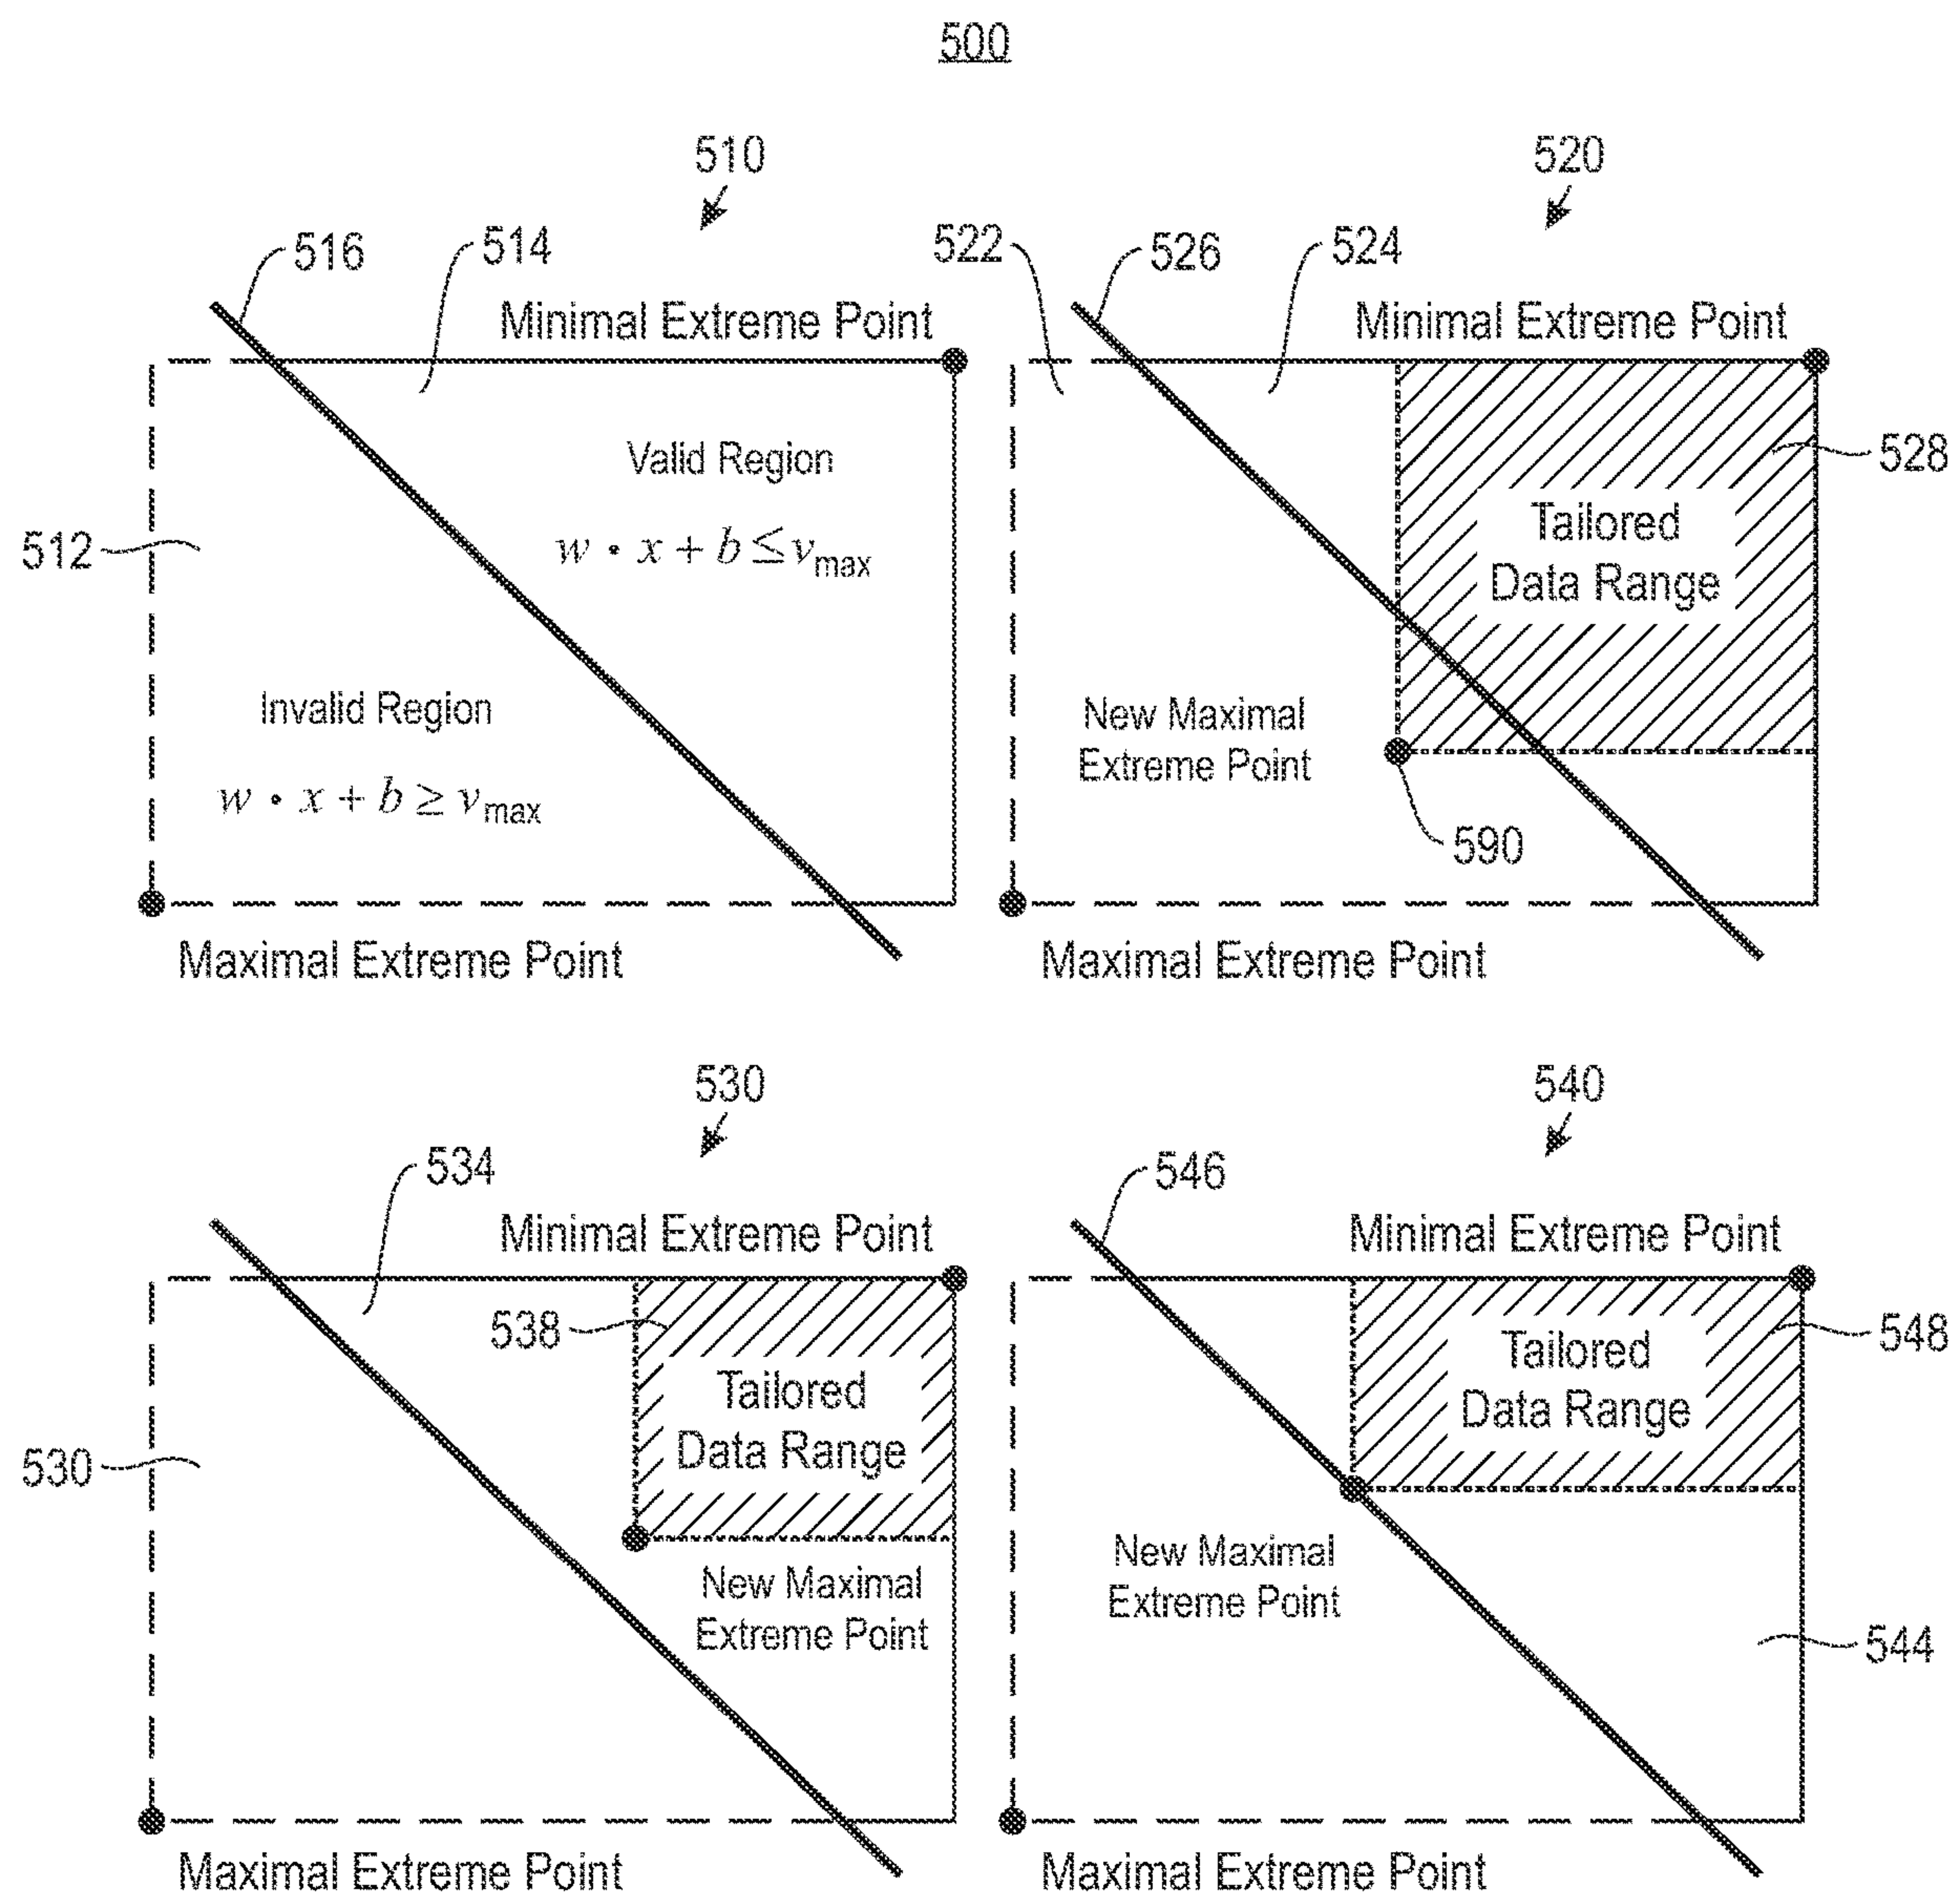 500
510
520
516
514
522
526
524
Minimal Extreme Point
Minimal Extreme Point
Valid Region
w • x + b ≤ vmax
528
Tailored
Data Range
512
Invalid Region
w • x + b ≥ vmax
New Maximal
Extreme Point
590
Maximal Extreme Point
Maximal Extreme Point
530
540
534
546
Minimal Extreme Point
Minimal Extreme Point
538
548
Tailored
Data Range
Tailored
Data Range
530
New Maximal
Extreme Point
New Maximal
Extreme Point
544
Maximal Extreme Point
Maximal Extreme Point